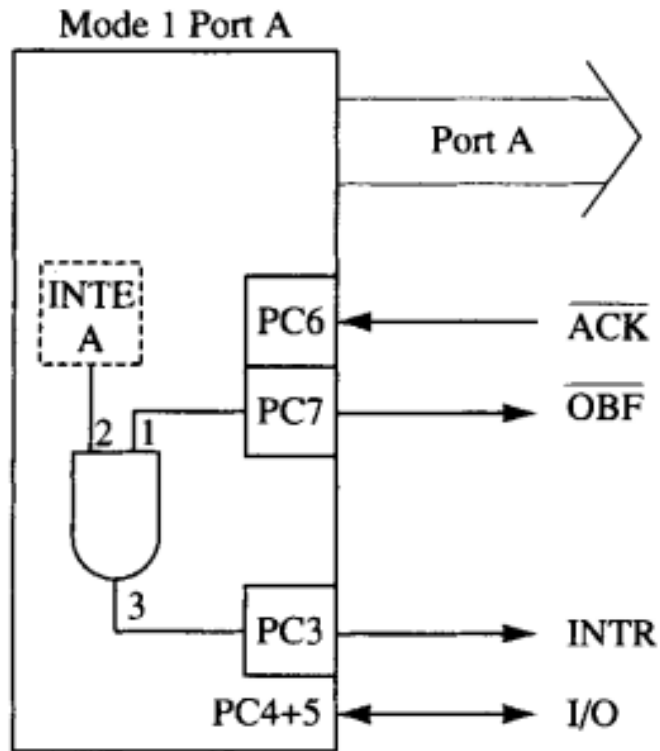 Mode 1 Port A
Port A
INTE
A
PC6
ACK
PC7
OBF
2
1
3
PC3
INTR
PC4+5
I/O